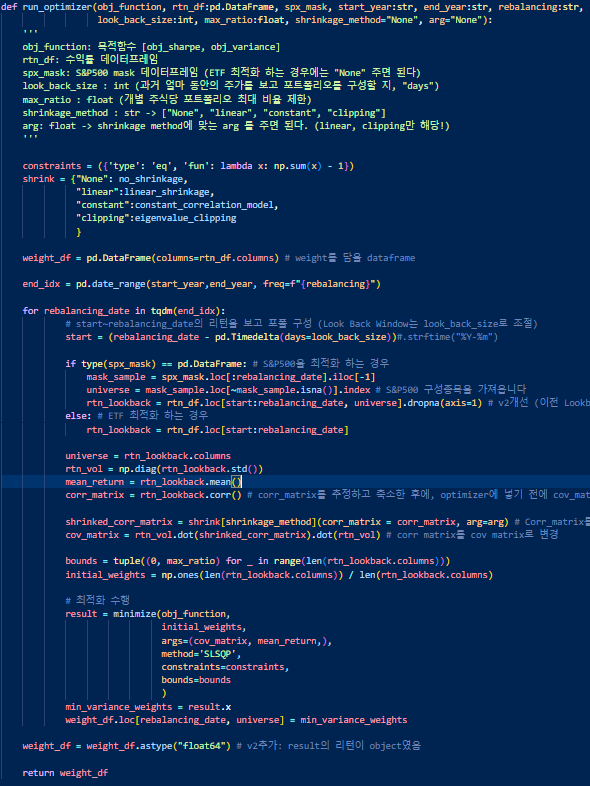 def run_optimizer(obj_function, rtn_df:pd.DataFrame, spx_mask, start_year:str, end_year:str, rebalancing:str,
look_back_size:int, max_ratio:float, shrinkage_method="None", arg="None"):
'''
obj_function: 목적함수 [obj_sharpe, obj_variance]
rtn_df: 수익률 데이터프레임
spx_mask: S&P500 mask 데이터프레임 (ETF 최적화 하는 경우에는 "None" 주면 된다)
look_back_size : int (과거 얼마 동안의 주가를 보고 포트폴리오를 구성할 지, "days")
max_ratio : float (개별 주식당 포트폴리오 최대 비율 제한)
shrinkage_method : str -> ["None", "linear", "constant", "clipping"]
arg: float -> shrinkage method에 맞는 arg 를 주면 된다. (linear, clipping만 해당!)
'''
constraints = ({'type': 'eq', 'fun': lambda x: np.sum(x) - 1})
shrink = {"None": no_shrinkage,
"linear":linear_shrinkage,
"constant":constant_correlation_model,
"clipping":eigenvalue_clipping
}
weight_df = pd.DataFrame(columns=rtn_df.columns) # weight를 담을 dataframe
end_idx = pd.date_range(start_year,end_year, freq=f"{rebalancing}")
for rebalancing_date in tqdm(end_idx):
# start~rebalancing_date의 리턴을 보고 포폴 구성 (Look Back Window는 look_back_size로 조절)
start = (rebalancing_date - pd.Timedelta(days=look_back_size))#.strftime("%Y-%m")
if type(spx_mask) == pd.DataFrame: # S&P500을 최적화 하는 경우
mask_sample = spx_mask.loc[:rebalancing_date].iloc[-1]
universe = mask_sample.loc[~mask_sample.isna()].index # S&P500 구성종목을 가져옵니다
rtn_lookback = rtn_df.loc[start:rebalancing_date, universe].dropna(axis=1) # v2개선 (이전 Lookb
else: # ETF 최적화 하는 경우
rtn_lookback = rtn_df.loc[start:rebalancing_date]
universe = rtn_lookback.columns
rtn_vol = np.diag(rtn_lookback.std())
mean_return = rtn_lookback.mean()
corr_matrix = rtn_lookback.corr() # corr_matrix를 추정하고 축소한 후에, optimizer에 넣기 전에 cov_mat
shrinked_corr_matrix = shrink[shrinkage_method](corr_matrix = corr_matrix, arg=arg) # Corr_matrix를
cov_matrix = rtn_vol.dot(shrinked_corr_matrix).dot(rtn_vol) # corr matrix를 cov matrix로 변경
bounds = tuple((0, max_ratio) for _ in range(len(rtn_lookback.columns)))
initial_weights = np.ones(len(rtn_lookback.columns)) / len(rtn_lookback.columns)
# 최적화 수행
result = minimize(obj_function,
initial_weights,
args=(cov_matrix, mean_return,),
method='SLSQP',
constraints=constraints,
bounds=bounds
)
min_variance_weights = result.x
weight_df.loc[rebalancing_date, universe] = min_variance_weights
weight_df = weight_df.astype("float64") # v2추가: result의 리턴이 object였음
return weight_df